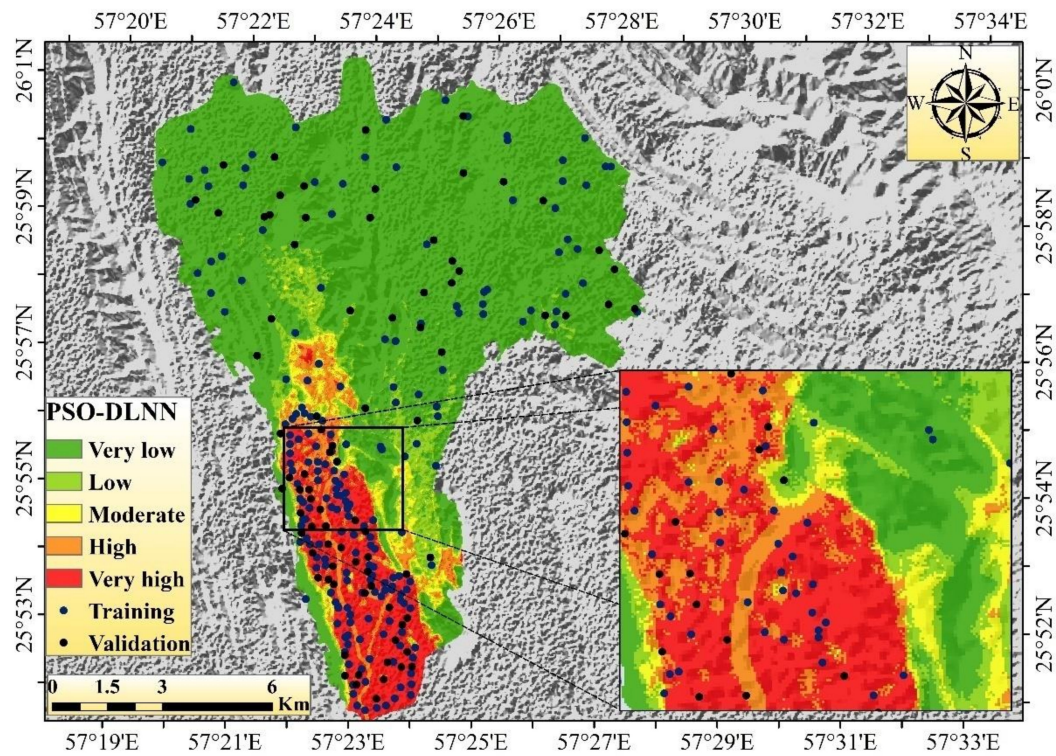 57°20'E 57°22'E 57°24'E 57°26'E 57°28'E 57°30'E 57°32'E 57°34'E
26°1'N
25°59'N
25°57'N
25°55'N
25°53'N
N
W E
S
26°0'N
25°58'N
25°56'N
25°54'N
25°52'N
PSO-DLNN
Very low
Low
Moderate
High
Very high
Training
Validation
0 1.5 3 6
Km
57°19'E 57°21'E 57°23'E 57°25'E 57°27'E 57°29'E 57°31'E 57°33'E